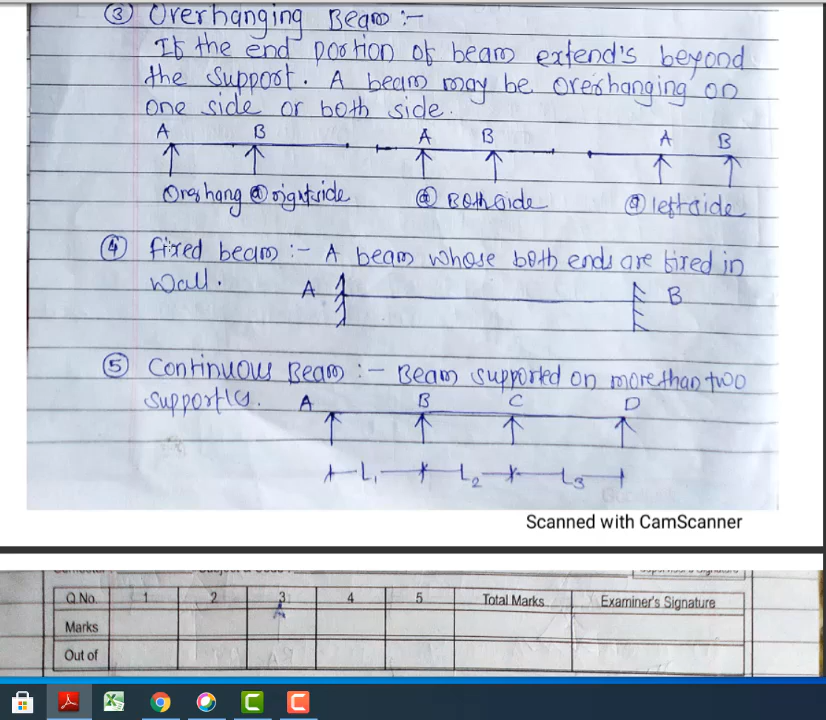 ③ Overhanging Beam :-
If the end portion of beam extend's beyond
the support. A beam may be overhanging on
one side or both side.
A B A B A B
Overhang @ rightside @ Both side @ left side
④ fixed beam :- A beam whose both ends are fixed in
wall. A B
⑤ Continuous Beam :- Beam supported on more than two
A B C D
L₁ L₂ L₃
Scanned with CamScanner
Q.No. 1 2 3 4 5 Total Marks Examiner's Signature
Marks
Out of